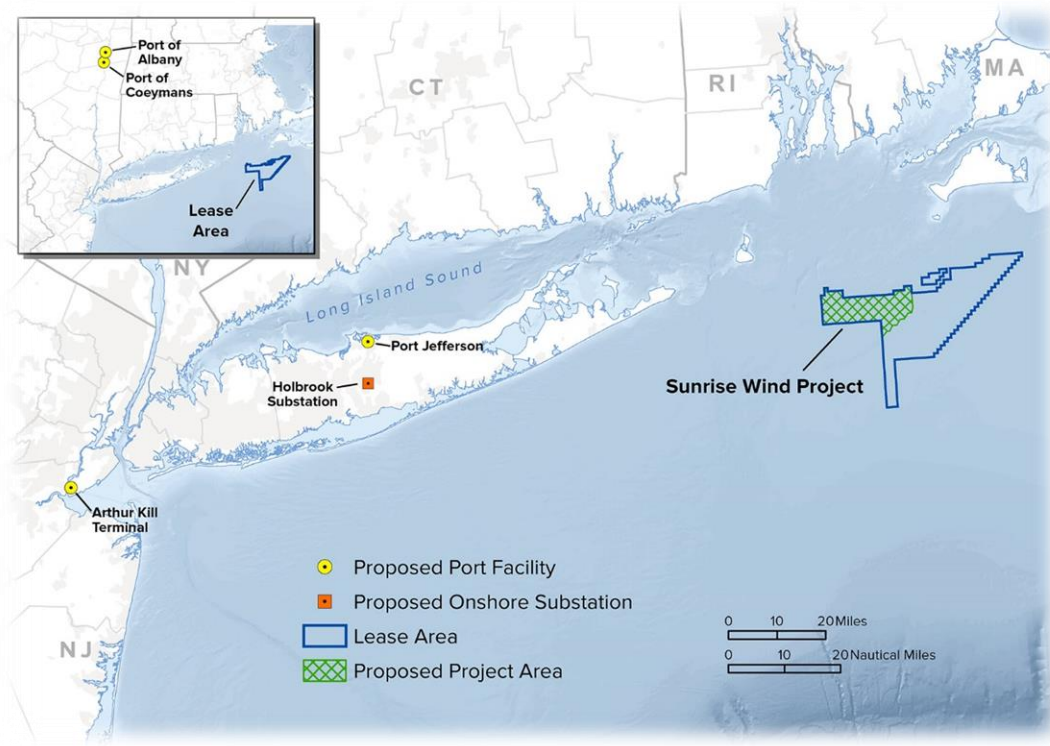 Port of
Albany
Port of
Coeymans
Lease
Area
CT
RI
MA
NY
Long Island Sound
Port Jefferson
Holbrook
Substation
Sunrise Wind Project
Arthur Kill
Terminal
NJ
Proposed Port Facility
Proposed Onshore Substation
Lease Area
Proposed Project Area
0 10 20 Miles
0 10 20 Nautical Miles